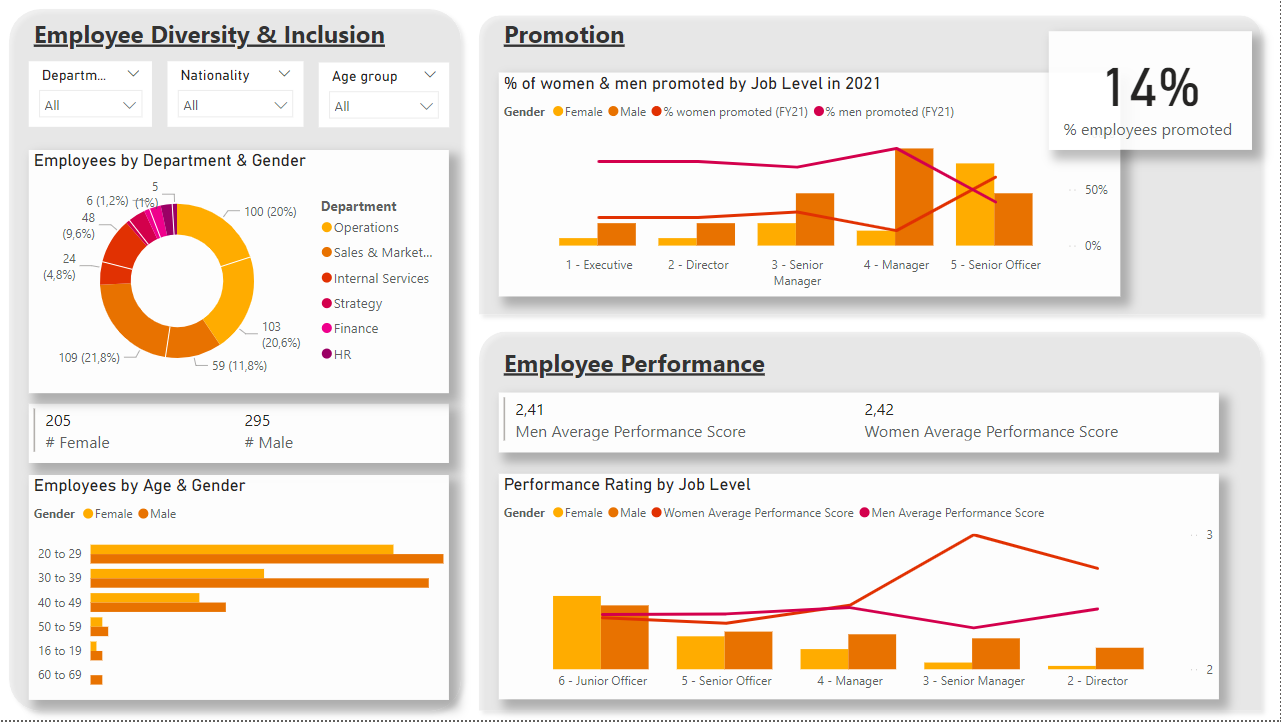 Employee Diversity & Inclusion
Departm...
All
Nationality
All
Age group
All
Employees by Department & Gender
5
(1%)
6 (1,2%)
48
(9,6%)
24
(4,8%)
109 (21,8%)
59 (11,8%)
103
(20,6%)
100 (20%)
Department
Operations
Sales & Market...
Internal Services
Strategy
Finance
HR
205
# Female
295
# Male
Employees by Age & Gender
Gender Female Male
20 to 29
30 to 39
40 to 49
50 to 59
16 to 19
60 to 69
Promotion
% of women & men promoted by Job Level in 2021
Gender Female Male % women promoted (FY21) % men promoted (FY21)
50%
0%
1 - Executive
2 - Director
3 - Senior
Manager
4 - Manager
5 - Senior Officer
14%
% employees promoted
Employee Performance
2,41
Men Average Performance Score
2,42
Women Average Performance Score
Performance Rating by Job Level
Gender Female Male Women Average Performance Score Men Average Performance Score
3
2
6 - Junior Officer
5 - Senior Officer
4 - Manager
3 - Senior Manager
2 - Director